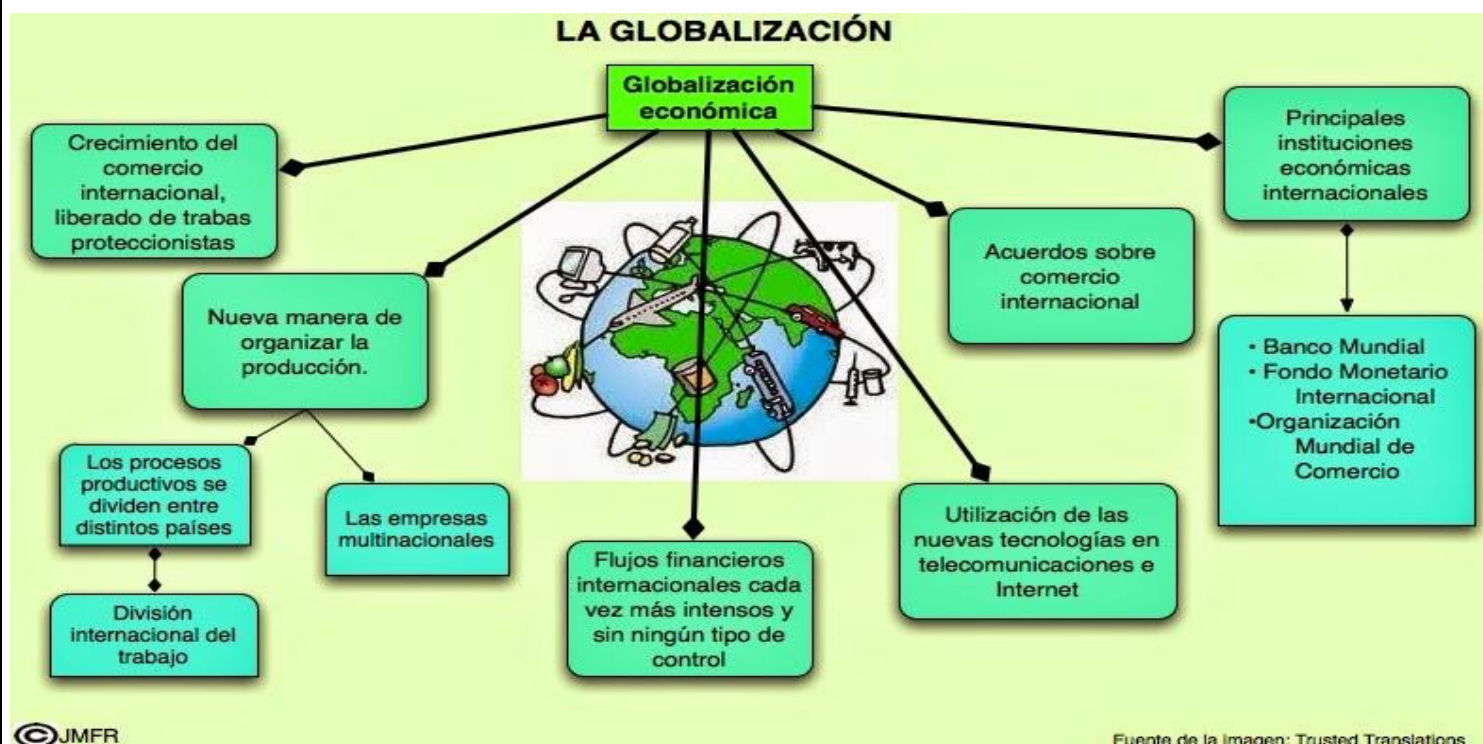 LA GLOBALIZACIÓN
Globalización
económica
Crecimiento del
comercio
internacional,
liberado de trabas
proteccionistas
Nueva manera de
organizar la
producción.
Los procesos
productivos se
dividen entre
distintos países
División
internacional del
trabajo
Las empresas
multinacionales
Flujos financieros
internacionales cada
vez más intensos y
sin ningún tipo de
control
Utilización de las
nuevas tecnologías en
telecomunicaciones e
Internet
Acuerdos sobre
comercio
internacional
Principales
instituciones
económicas
internacionales
• Banco Mundial
• Fondo Monetario
Internacional
•Organización
Mundial de
Comercio
©JMFR
Fuente de la imagen: Trusted Translations